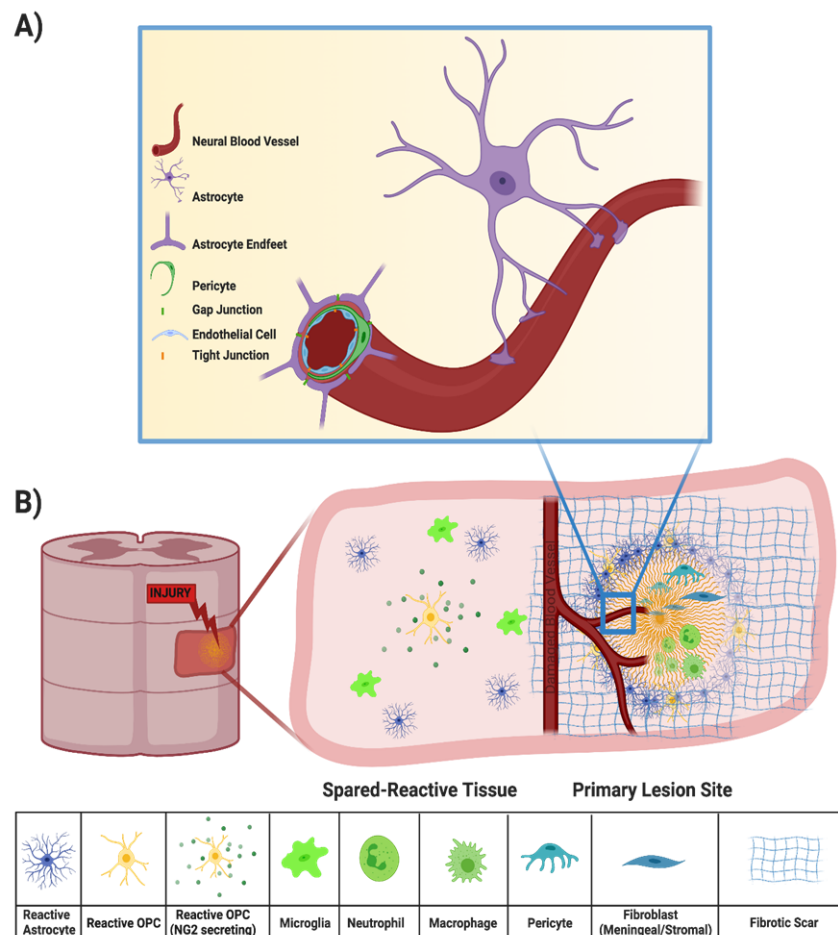 A)
Neural Blood Vessel
Astrocyte
Astrocyte Endfeet
Pericyte
Gap Junction
Endothelial Cell
Tight Junction
B)
INJURY
Damaged Blood Vessel
Spared-Reactive Tissue
Primary Lesion Site
Reactive
Astrocyte
Reactive OPC
Reactive OPC
(NG2 secreting)
Microglia
Neutrophil
Macrophage
Pericyte
Fibroblast
(Meningeal/Stromal)
Fibrotic Scar